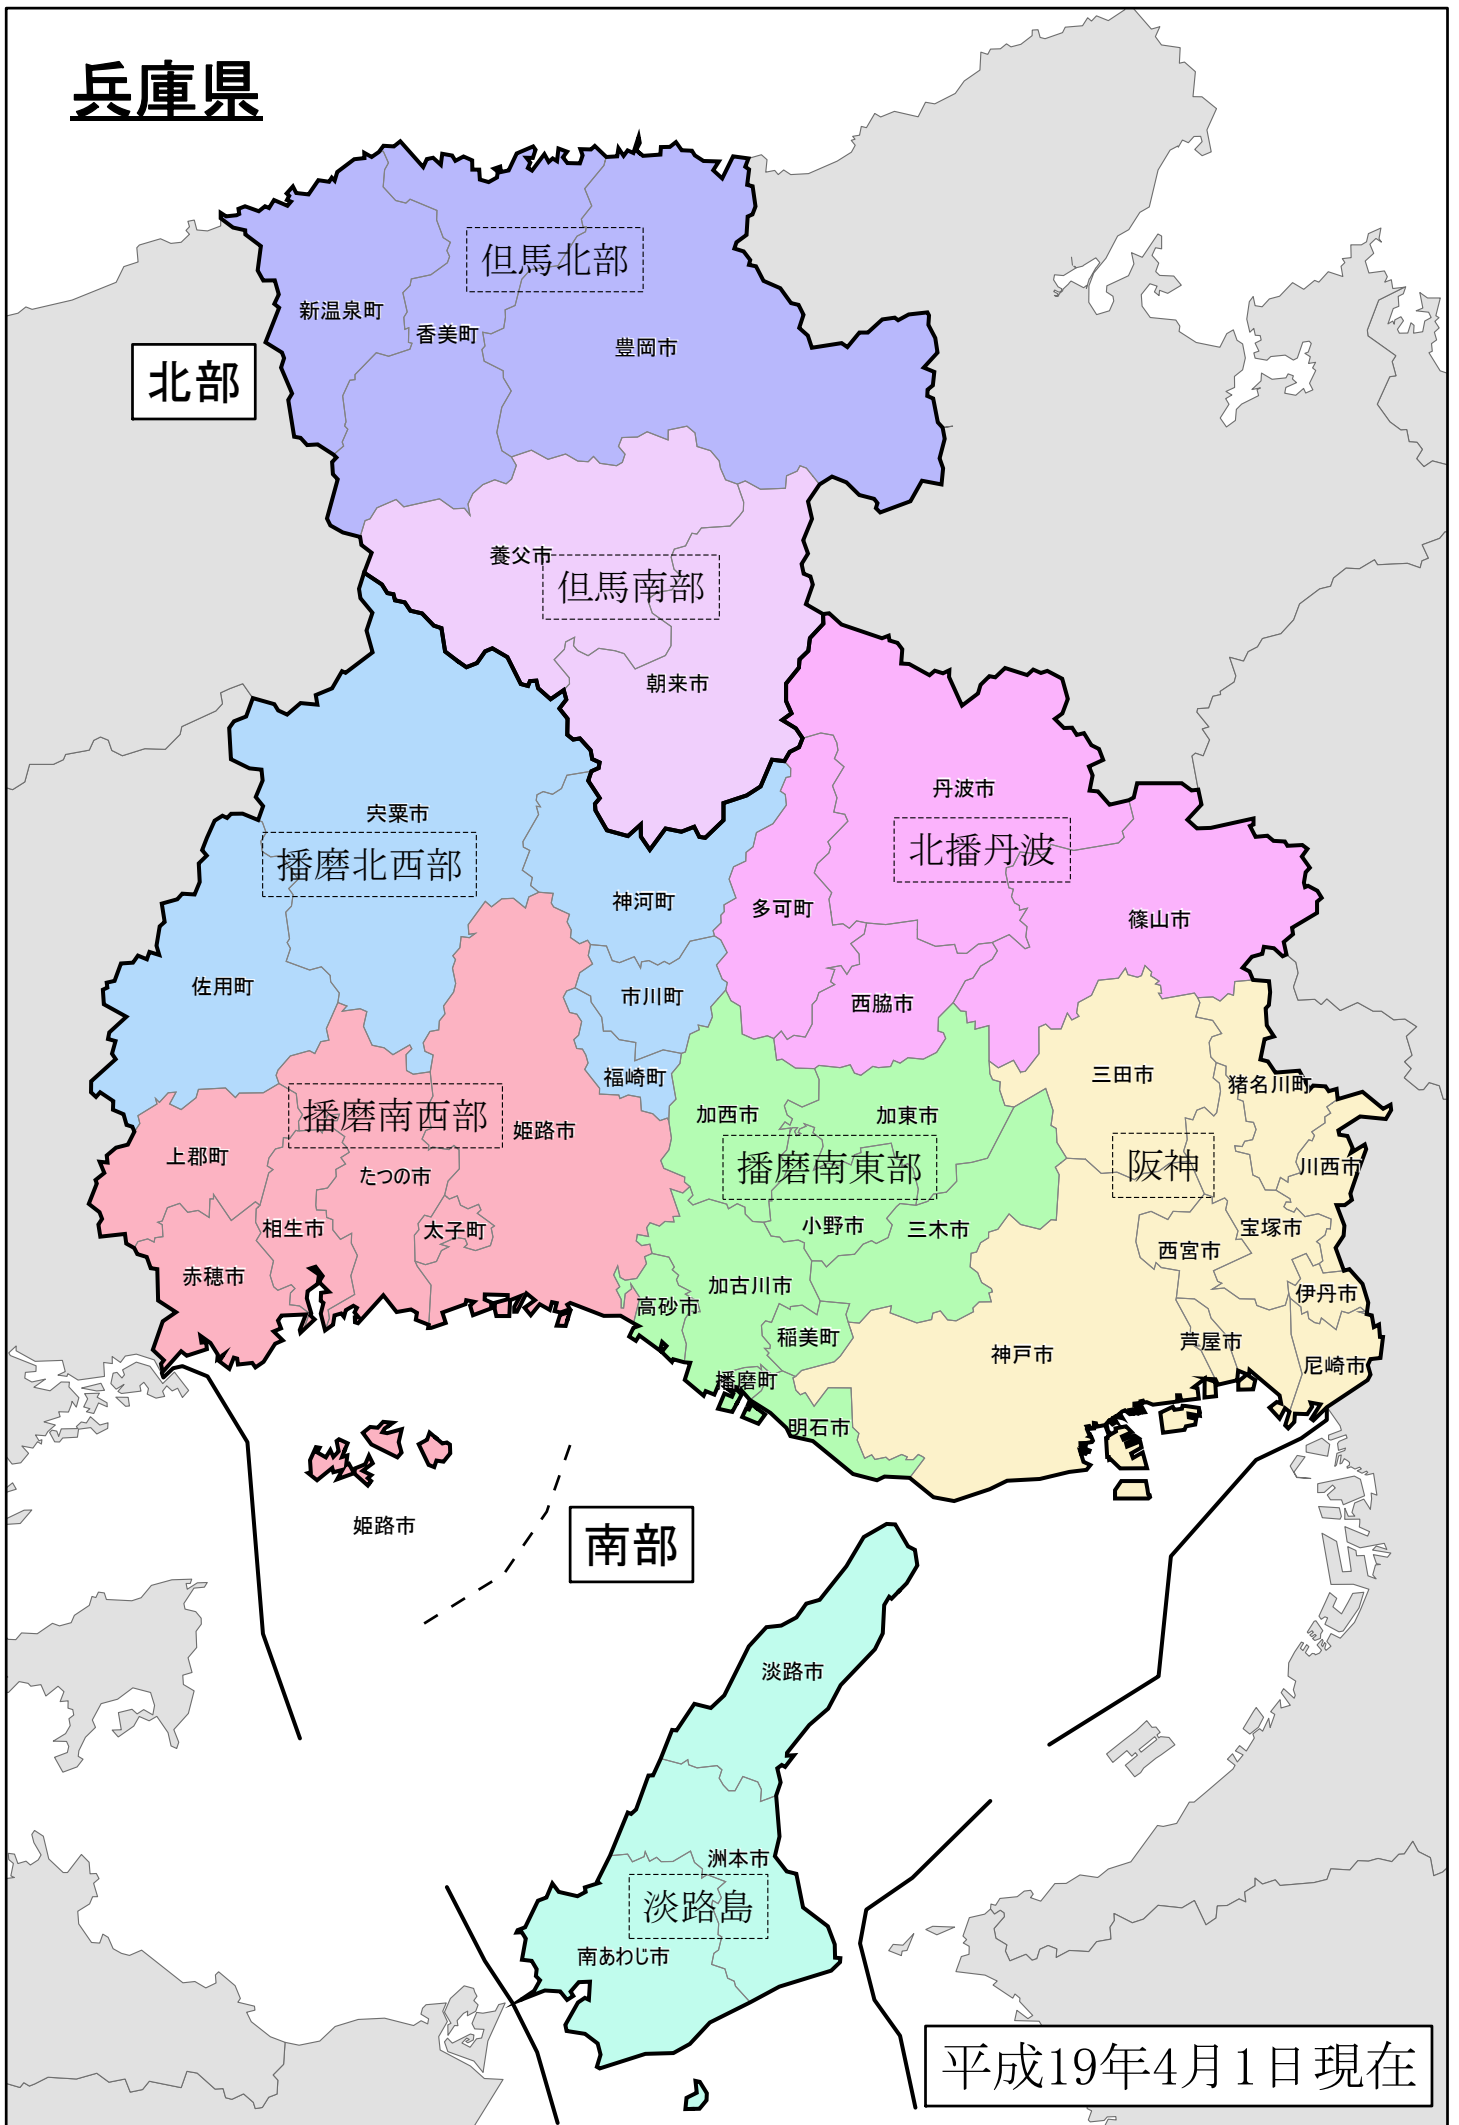 兵庫県
但馬北部
新温泉町
香美町
豊岡市
北部
養父市
但馬南部
朝来市
丹波市
宍粟市
北播丹波
播磨北西部
神河町
多可町
篠山市
佐用町
市川町
西脇市
福崎町
三田市
猪名川町
播磨南西部
加西市
加東市
姫路市
上郡町
播磨南東部
阪神
川西市
たつの市
相生市
太子町
小野市
三木市
宝塚市
西宮市
赤穂市
加古川市
伊丹市
高砂市
稲美町
神戸市
芦屋市
尼崎市
播磨町
明石市
姫路市
南部
淡路市
洲本市
淡路島
南あわじ市
平成19年4月1日現在